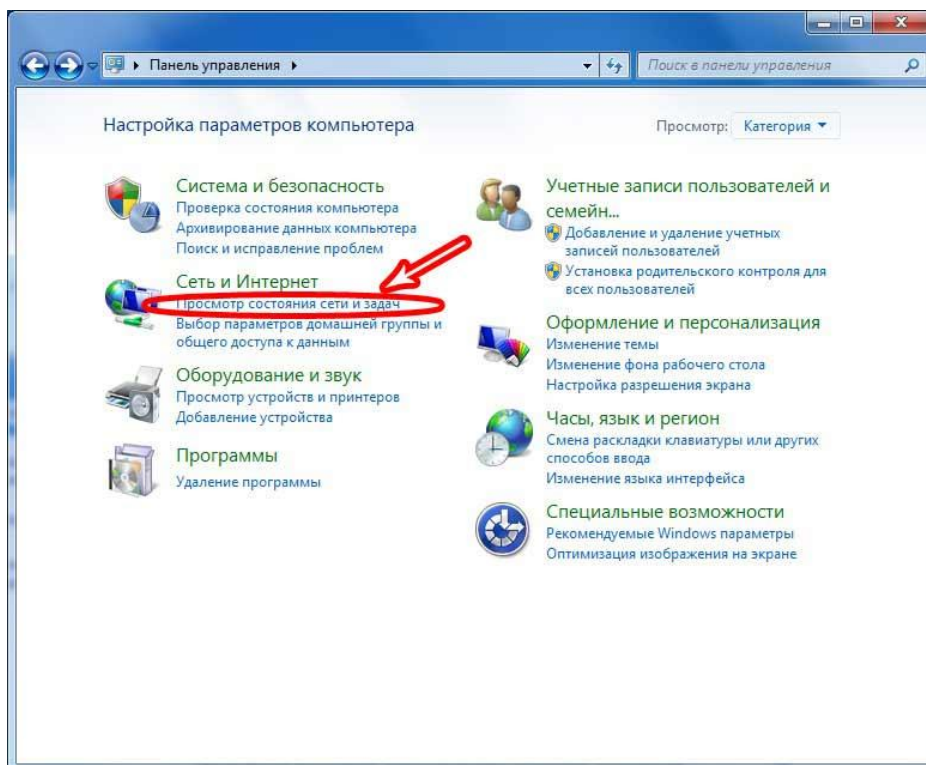 Панель управления
Поиск в панели управления
Настройка параметров компьютера
Просмотр: Категория
Система и безопасность
Проверка состояния компьютера
Архивирование данных компьютера
Поиск и исправление проблем
Сеть и Интернет
Просмотр состояния сети и задач
Выбор параметров домашней группы и
общего доступа к данным
Оборудование и звук
Просмотр устройств и принтеров
Добавление устройства
Программы
Удаление программы
Учетные записи пользователей и
семейн...
Добавление и удаление учетных
записей пользователей
Установка родительского контроля для
всех пользователей
Оформление и персонализация
Изменение темы
Изменение фона рабочего стола
Настройка разрешения экрана
Часы, язык и регион
Смена раскладки клавиатуры или других
способов ввода
Изменение языка интерфейса
Специальные возможности
Рекомендуемые Windows параметры
Оптимизация изображения на экране